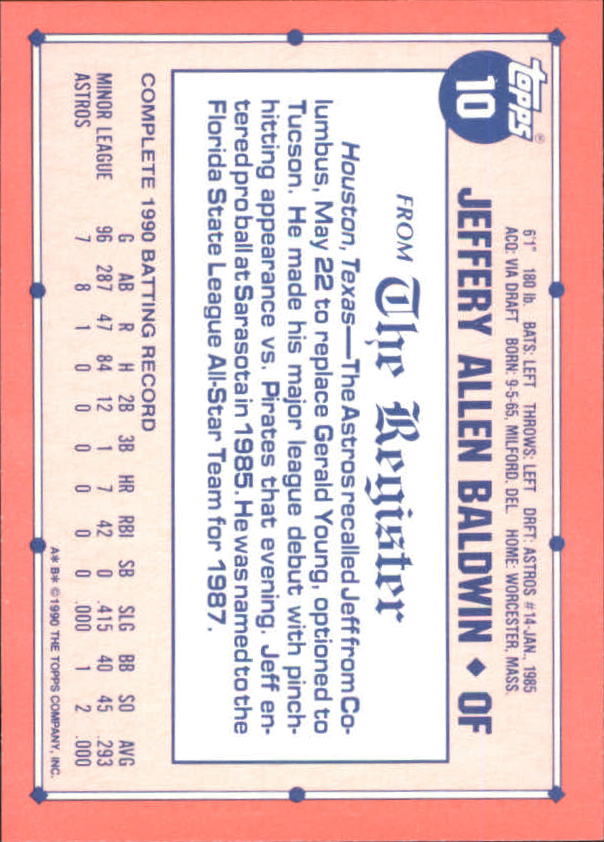 topps®
10
6'1" 180 lb. BATS: LEFT THROWS: LEFT DRFT: ASTROS #14-JAN., 1985
ACQ: VIA DRAFT BORN: 9-5-65, MILFORD, DEL HOME: WORCESTER, MASS.
JEFFERY ALLEN BALDWIN ◆ OF
FROM The Register
Houston, Texas—The Astros recalled Jeff from Co-
lumbus, May 22 to replace Gerald Young, optioned to
Tucson. He made his major league debut with pinch-
hitting appearance vs. Pirates that evening. Jeff en-
tered pro ball at Sarasota in 1985. He was named to the
Florida State League All-Star Team for 1987.
COMPLETE 1990 BATTING RECORD
G AB R H 2B 3B HR RBI SB SLG BB SO AVG
MINOR LEAGUE 96 287 47 84 12 1 7 42 0 .415 40 45 .293
ASTROS 7 8 1 0 0 0 0 0 0 .000 1 2 .000
A* B* © 1990 THE TOPPS COMPANY, INC.